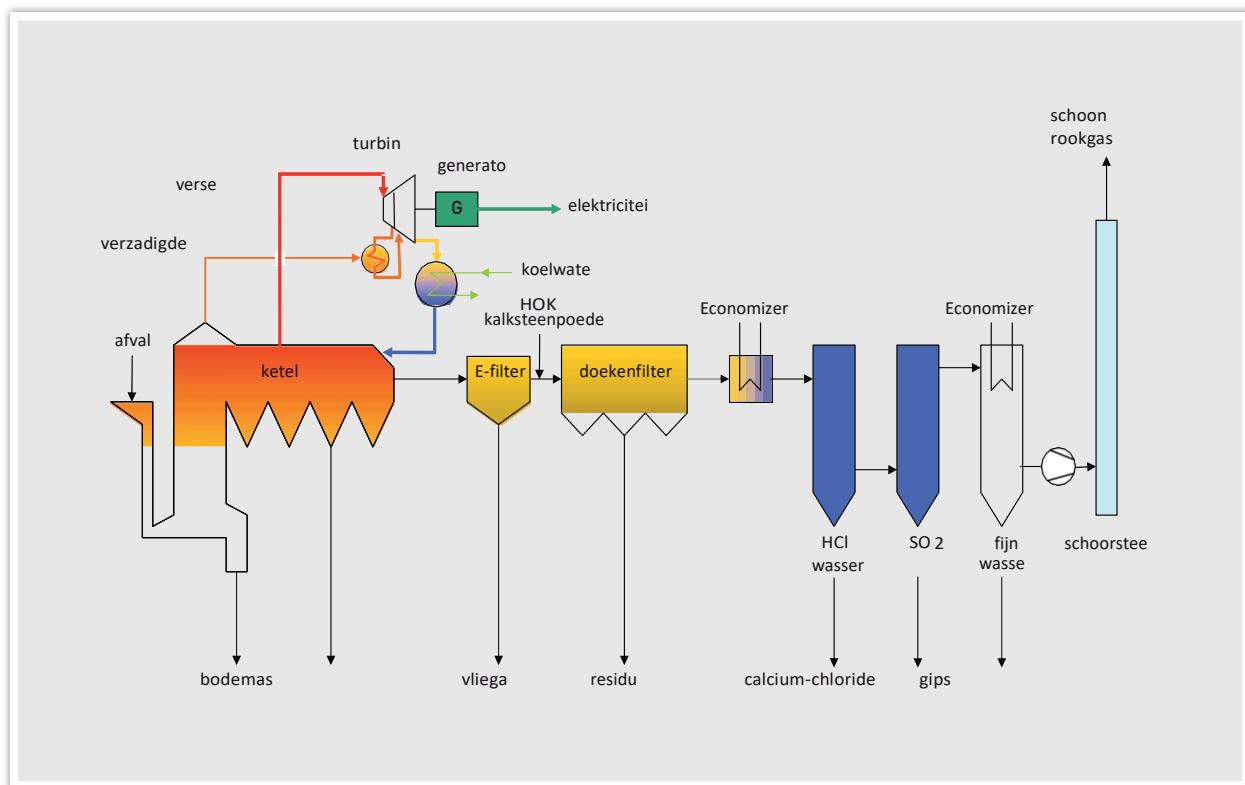 schoon
rookgas
turbin
generato
verse
G
elektricitei
verzadigde
koelwate
HOK
kalksteenpoede
Economizer
Economizer
afval
ketel
E-filter
doekenfilter
HCl
wasser
SO 2
fijn
wasse
schoorstee
bodemas
vliega
residu
calcium-chloride
gips